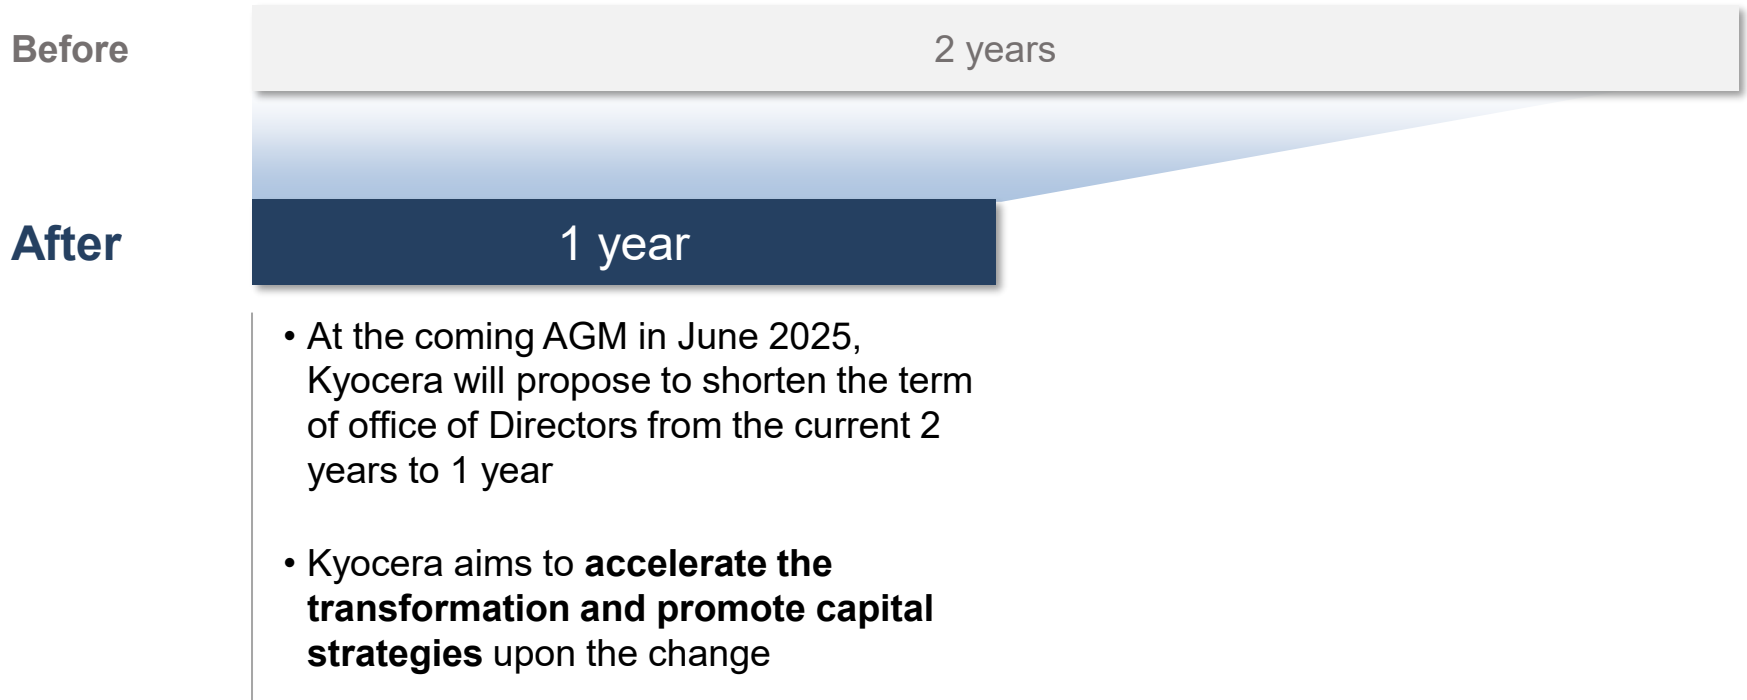 Before
2 years
After
1 year
• At the coming AGM in June 2025,
Kyocera will propose to shorten the term
of office of Directors from the current 2
years to 1 year
• Kyocera aims to accelerate the
transformation and promote capital
strategies upon the change